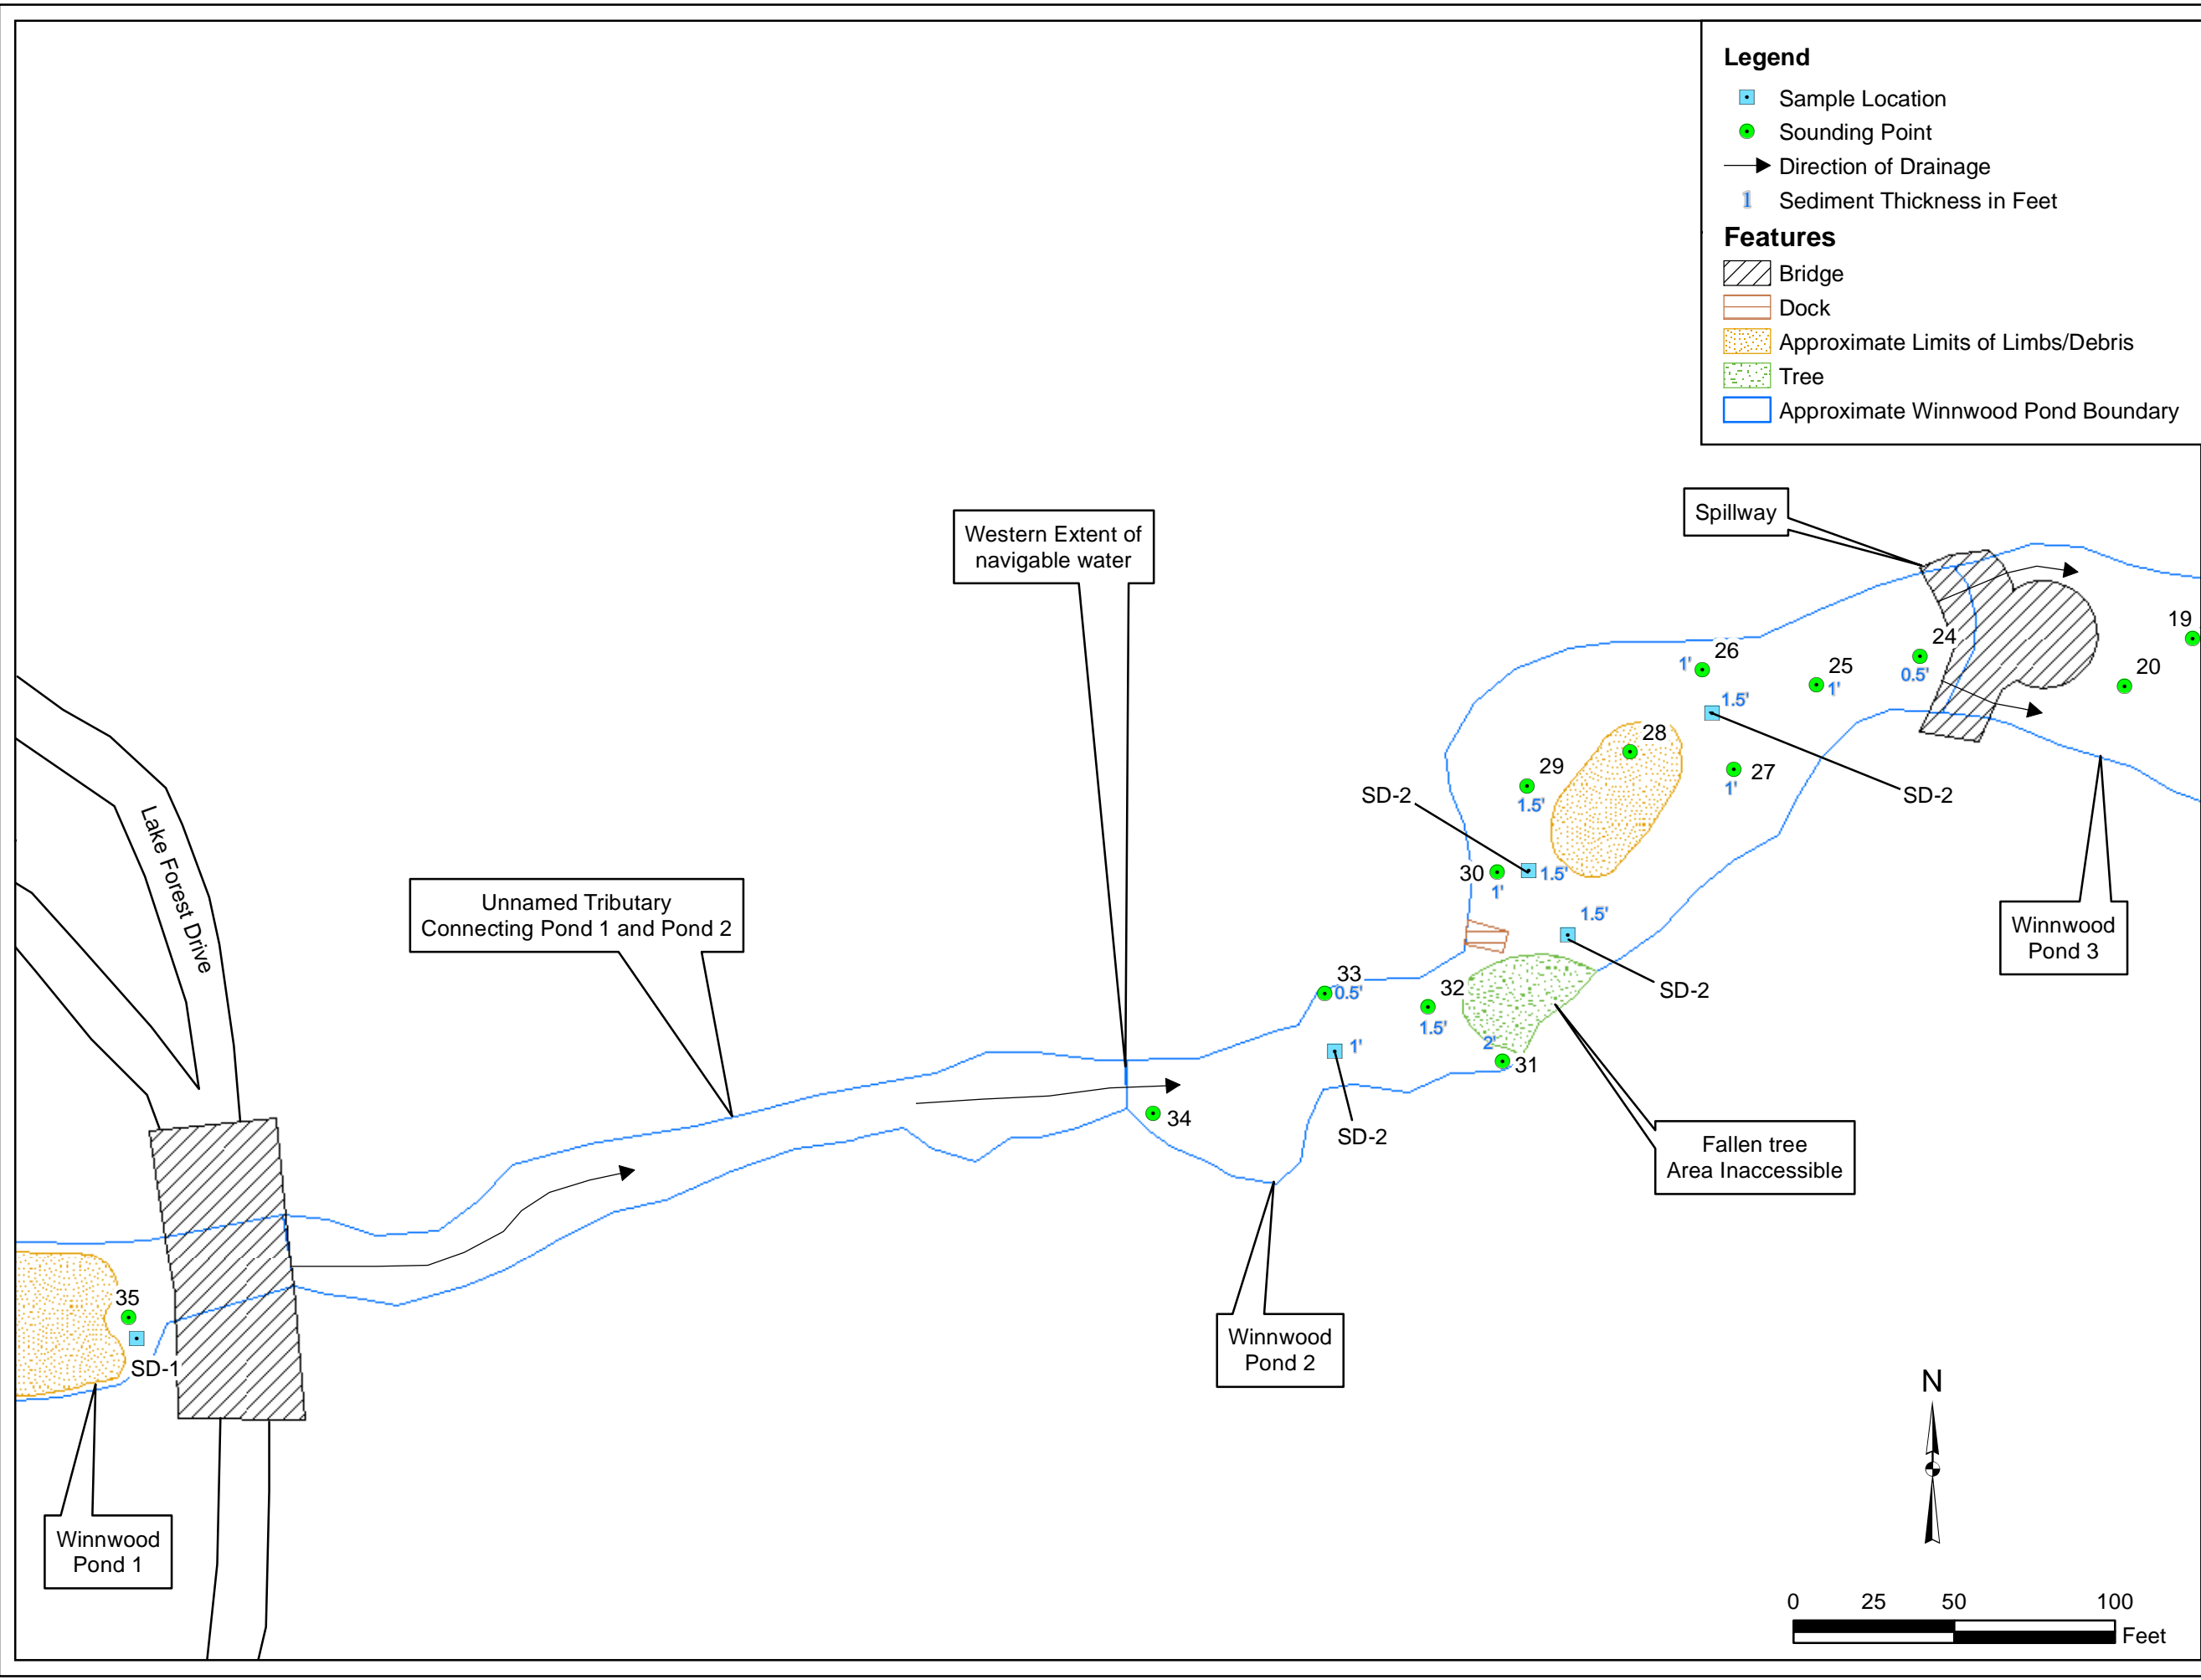 Legend
Sample Location
Sounding Point
Direction of Drainage
1 Sediment Thickness in Feet
Features
Bridge
Dock
Approximate Limits of Limbs/Debris
Tree
Approximate Winnwood Pond Boundary
Spillway
Western Extent of
navigable water
19
24
0.5'
20
26
1'
25
1'
1.5'
28
27
1'
29
1.5'
SD-2
SD-2
30
1'
1.5'
Lake Forest Drive
Unnamed Tributary
Connecting Pond 1 and Pond 2
1.5'
Winnwood
Pond 3
SD-2
33
0.5'
32
1.5'
1'
2'
31
34
SD-2
Fallen tree
Area Inaccessible
35
SD-1
Winnwood
Pond 2
N
Winnwood
Pond 1
0 25 50 100
Feet